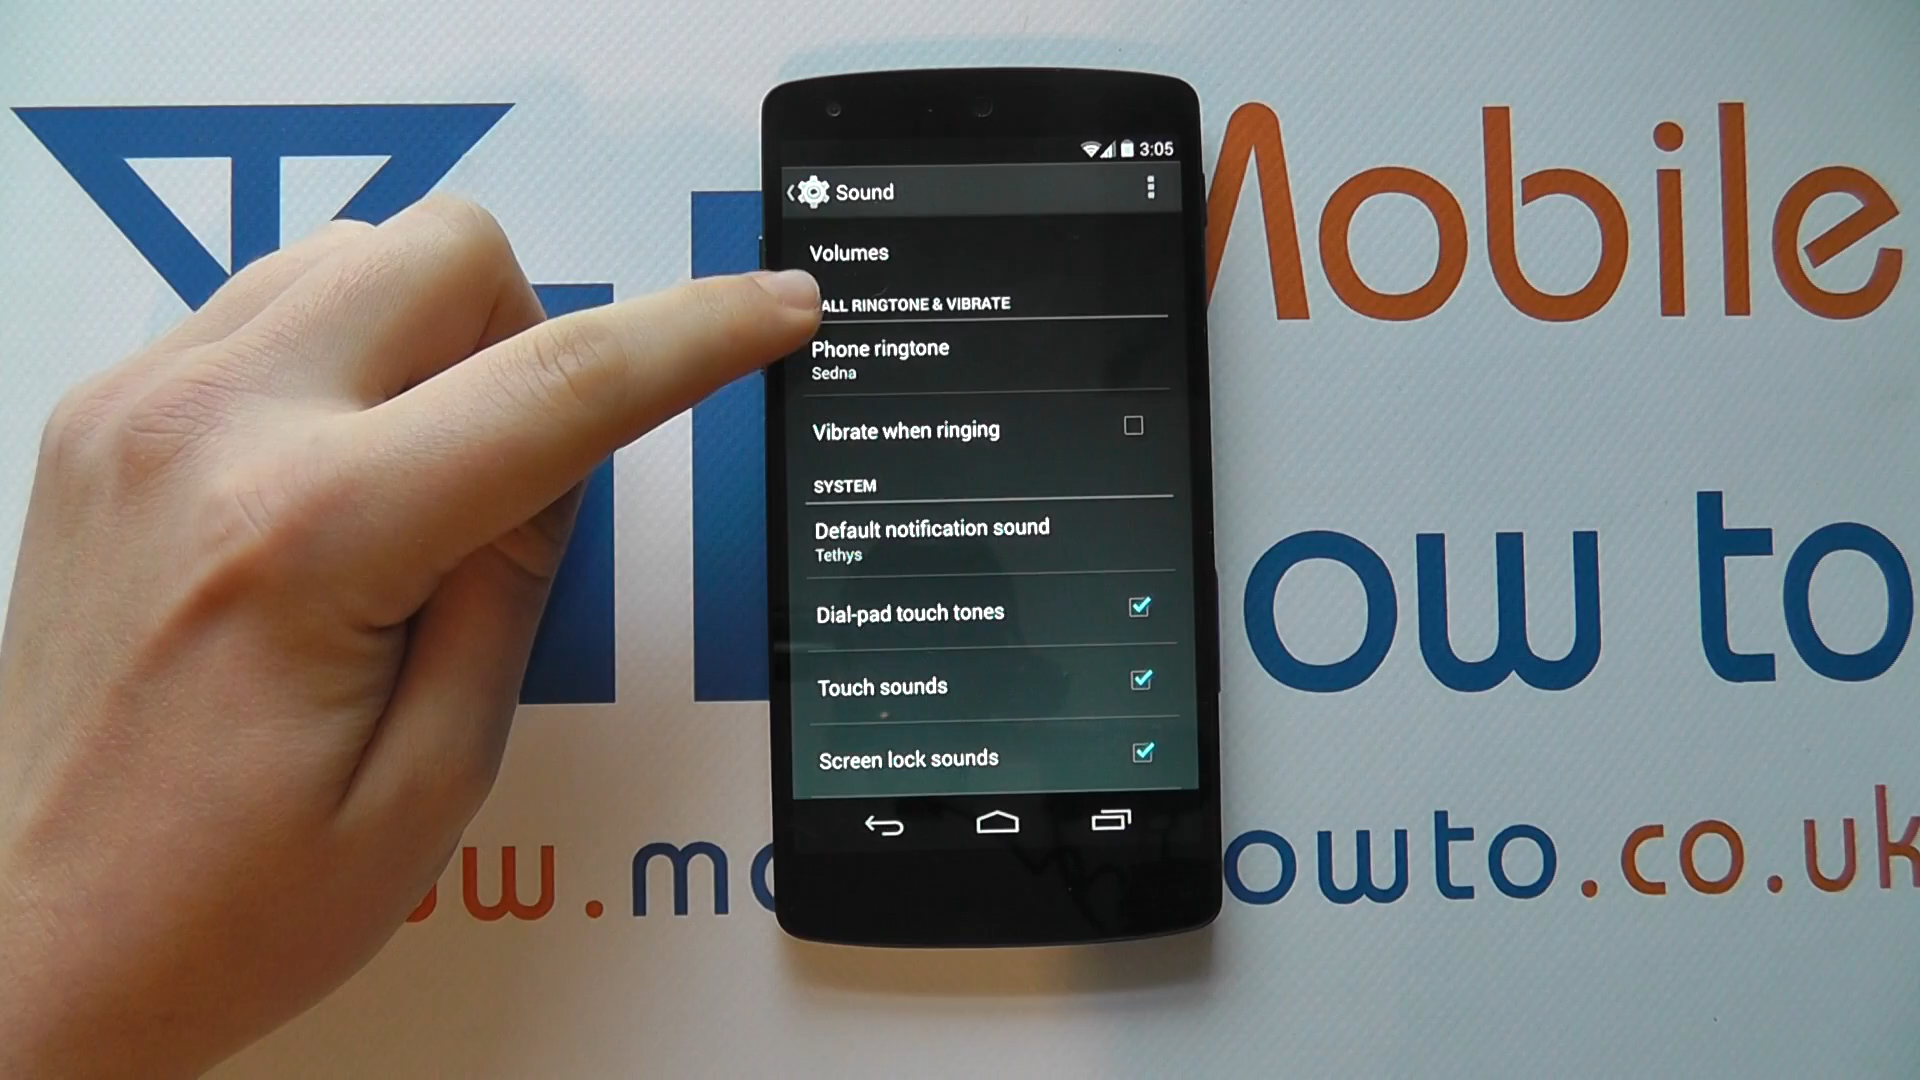 3:05
Sound
Volumes
ALL RINGTONE & VIBRATE
Phone ringtone
Sedna
Vibrate when ringing
SYSTEM
Default notification sound
Tethys
Dial-pad touch tones
Touch sounds
Screen lock sounds
Mobile
ow to
w.mo owto.co.uk